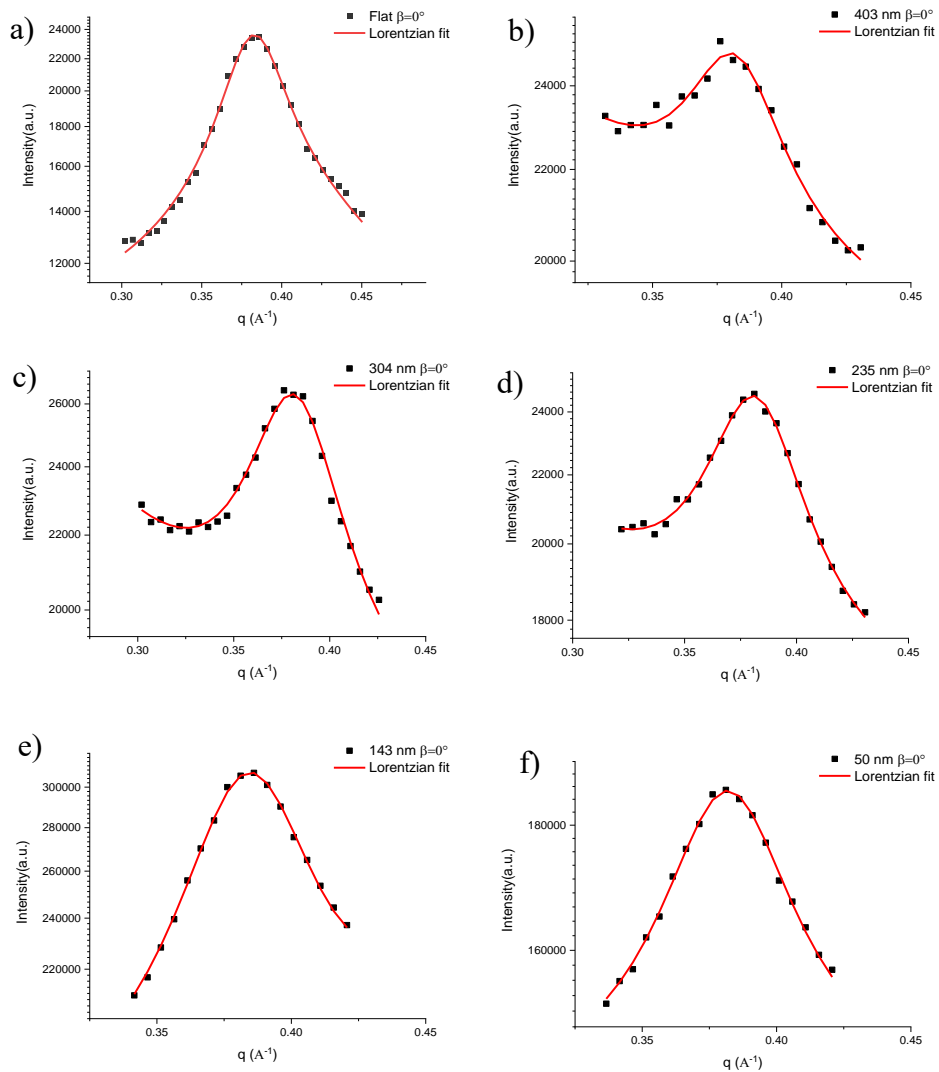 a)
Flat β=0°
Lorentzian fit
24000
22000
20000
18000
16000
14000
12000
Intensity(a.u.)
0.30
0.35
0.40
0.45
q (A⁻¹)
b)
403 nm β=0°
Lorentzian fit
24000
22000
20000
Intensity(a.u.)
0.35
0.40
0.45
q (A⁻¹)
c)
304 nm β=0°
Lorentzian fit
26000
24000
22000
20000
Intensity(a.u.)
0.30
0.35
0.40
0.45
q (A⁻¹)
d)
235 nm β=0°
Lorentzian fit
24000
22000
20000
18000
Intensity(a.u.)
0.30
0.35
0.40
0.45
q (A⁻¹)
e)
143 nm β=0°
Lorentzian fit
300000
280000
260000
240000
220000
Intensity(a.u.)
0.35
0.40
0.45
q (A⁻¹)
f)
50 nm β=0°
Lorentzian fit
180000
160000
Intensity(a.u.)
0.35
0.40
0.45
q (A⁻¹)